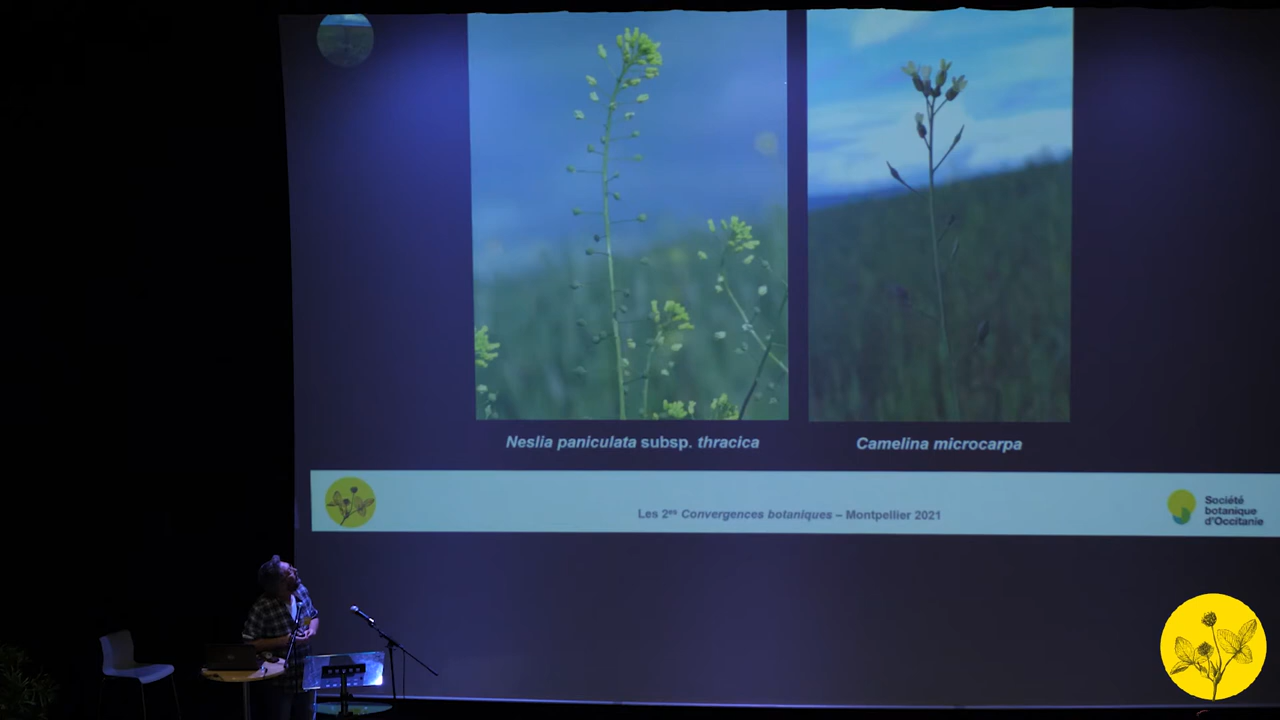 Neslia paniculata subsp. thracica
Camelina microcarpa
Les 2es Convergences botaniques – Montpellier 2021
Société
botanique
d'Occitanie